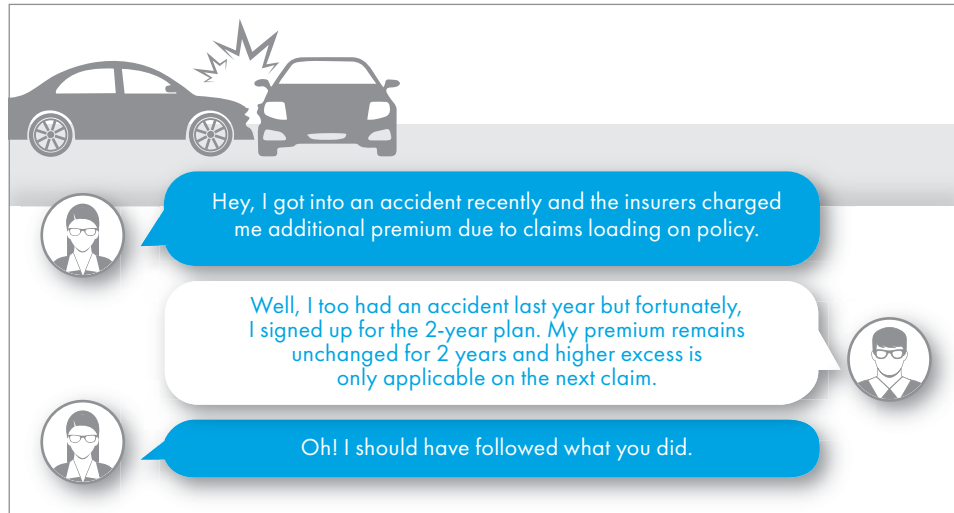 Hey, I got into an accident recently and the insurers charged
me additional premium due to claims loading on policy.
Well, I too had an accident last year but fortunately,
I signed up for the 2-year plan. My premium remains
unchanged for 2 years and higher excess is
only applicable on the next claim.
Oh! I should have followed what you did.